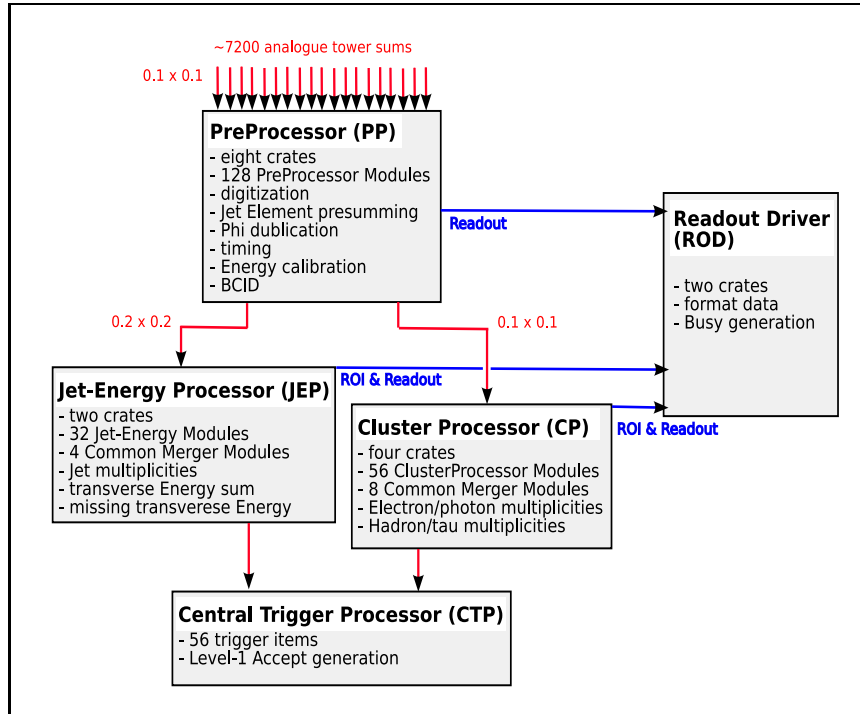 ~7200 analogue tower sums
0.1 x 0.1
PreProcessor (PP)
- eight crates
- 128 PreProcessor Modules
- digitization
- Jet Element presumming
- Phi dublication
- timing
- Energy calibration
- BCID
Readout
Readout Driver
(ROD)
- two crates
- format data
- Busy generation
0.2 x 0.2
0.1 x 0.1
Jet-Energy Processor (JEP)
- two crates
- 32 Jet-Energy Modules
- 4 Common Merger Modules
- Jet multiplicities
- transverse Energy sum
- missing transverese Energy
ROI & Readout
Cluster Processor (CP)
- four crates
- 56 ClusterProcessor Modules
- 8 Common Merger Modules
- Electron/photon multiplicities
- Hadron/tau multiplicities
ROI & Readout
Central Trigger Processor (CTP)
- 56 trigger items
- Level-1 Accept generation